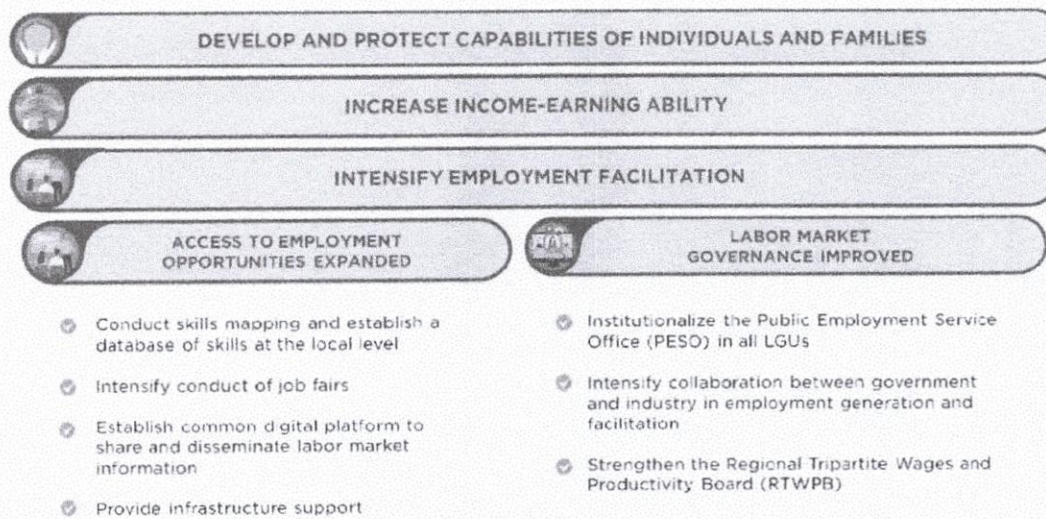 DEVELOP AND PROTECT CAPABILITIES OF INDIVIDUALS AND FAMILIES
INCREASE INCOME-EARNING ABILITY
INTENSIFY EMPLOYMENT FACILITATION
ACCESS TO EMPLOYMENT
OPPORTUNITIES EXPANDED
Conduct skills mapping and establish a
database of skills at the local level
Intensify conduct of job fairs
Establish common digital platform to
share and disseminate labor market
information
Provide infrastructure support
LABOR MARKET
GOVERNANCE IMPROVED
Institutionalize the Public Employment Service
Office (PESO) in all LGUs
Intensify collaboration between government
and industry in employment generation and
facilitation
Strengthen the Regional Tripartite Wages and
Productivity Board (RTWPB)